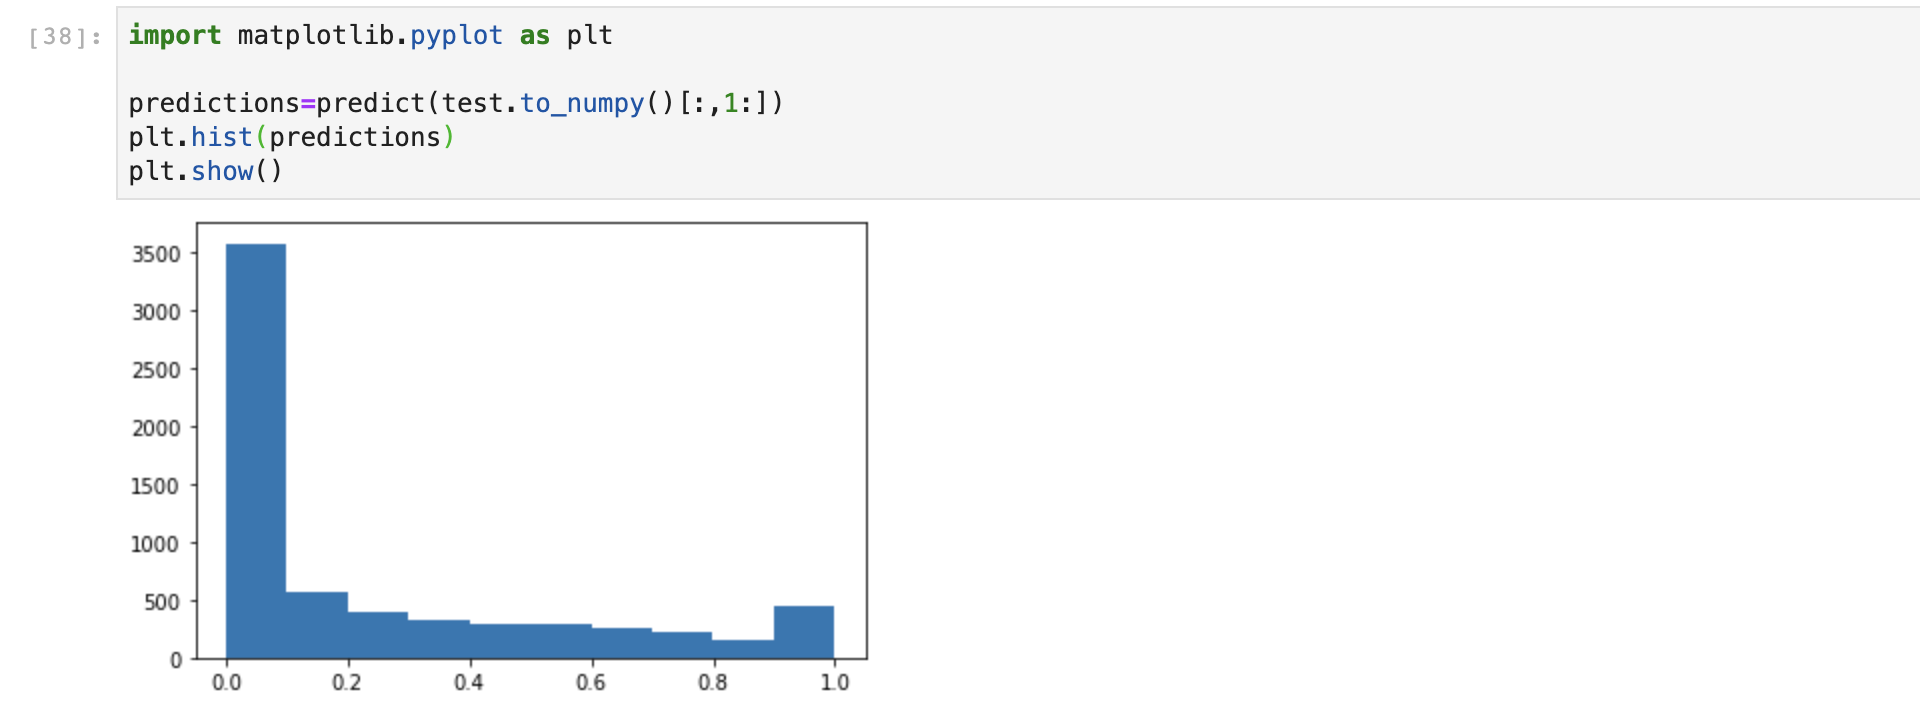 [38]: import matplotlib.pyplot as plt
predictions=predict(test.to_numpy()[:,1:])
plt.hist(predictions)
plt.show()
3500
3000
2500
2000
1500
1000
500
0
0.0 0.2 0.4 0.6 0.8 1.0